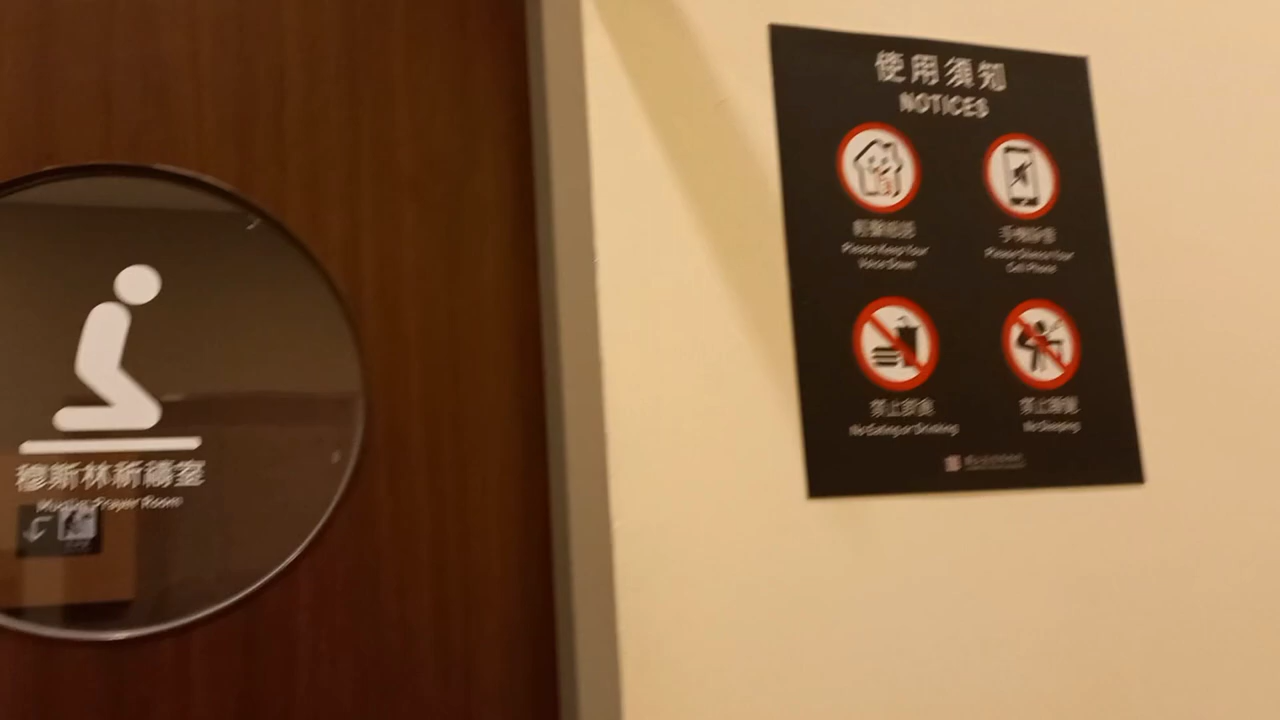 穆斯林祈禱室
Muslim Prayer Room
使用須知
NOTICES
輕聲細語
Please Keep Your
Voice Down
手機靜音
Please Silence Your
Cell Phone
禁止飲食
No Eating or Drinking
禁止睡覺
No Sleeping